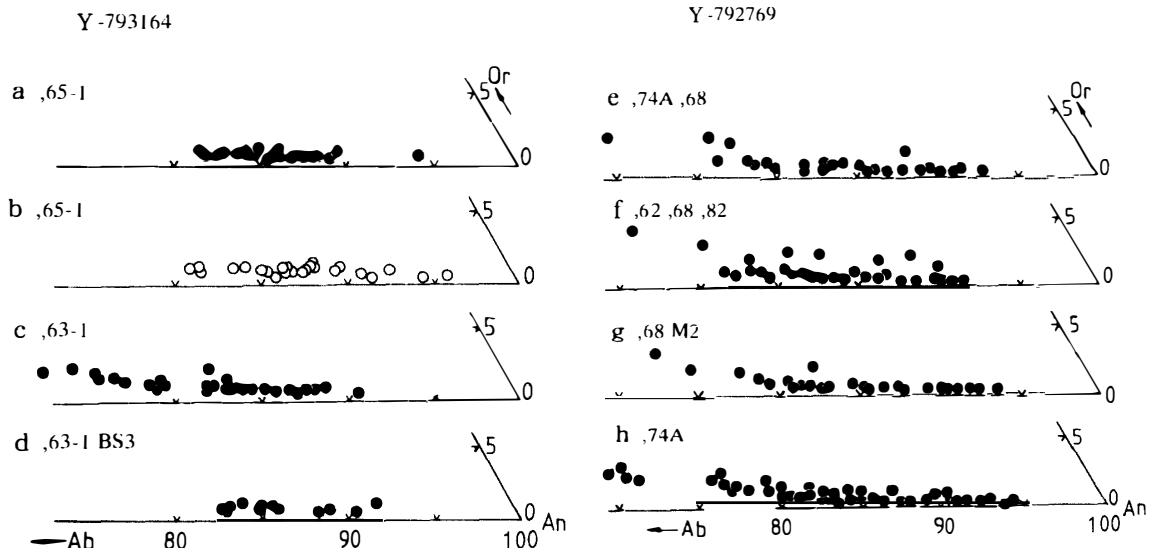 Y-793164
a ,65-1
Or
5
0
b ,65-1
5
0
c ,63-1
5
0
d ,63-1 BS3
5
0
An
Ab 80 90 100
Y-792769
e ,74A ,68
Or
5
0
f ,62 ,68 ,82
5
0
g ,68 M2
5
0
h ,74A
5
0
Ab 80 90 100